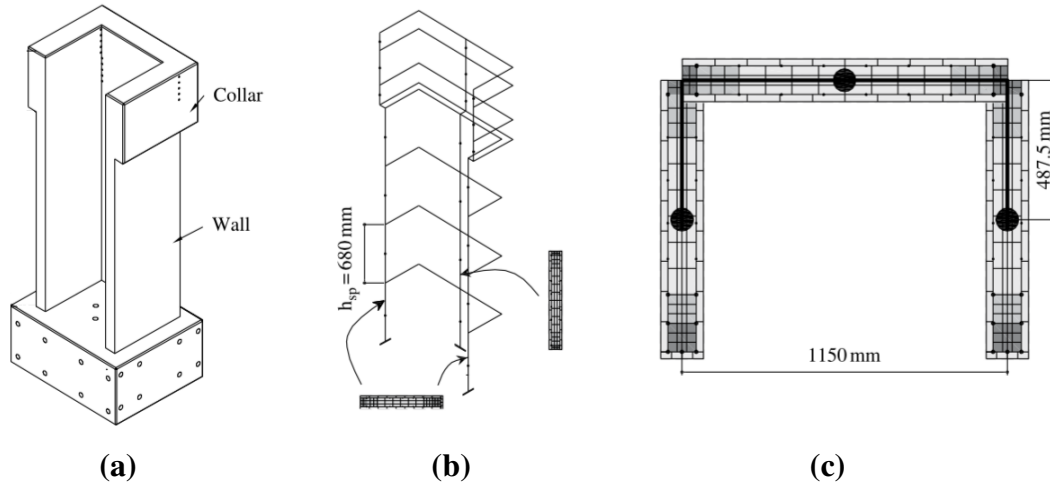 Collar
Wall
h_sp = 680 mm
487.5 mm
1150 mm
(a)
(b)
(c)